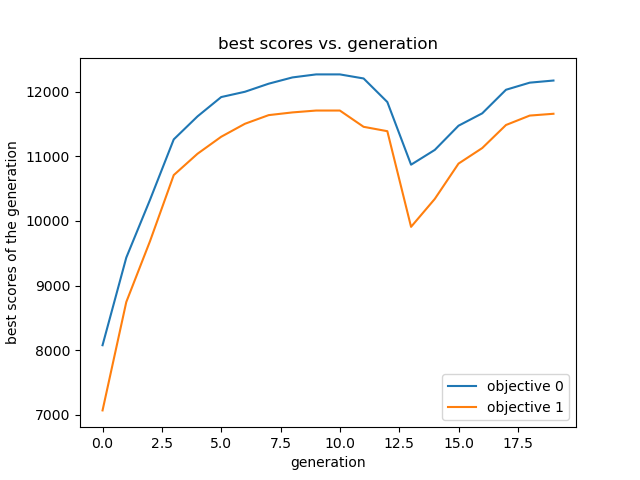 best scores vs. generation
best scores of the generation
12000
11000
10000
9000
8000
7000
0.0 2.5 5.0 7.5 10.0 12.5 15.0 17.5
generation
objective 0
objective 1